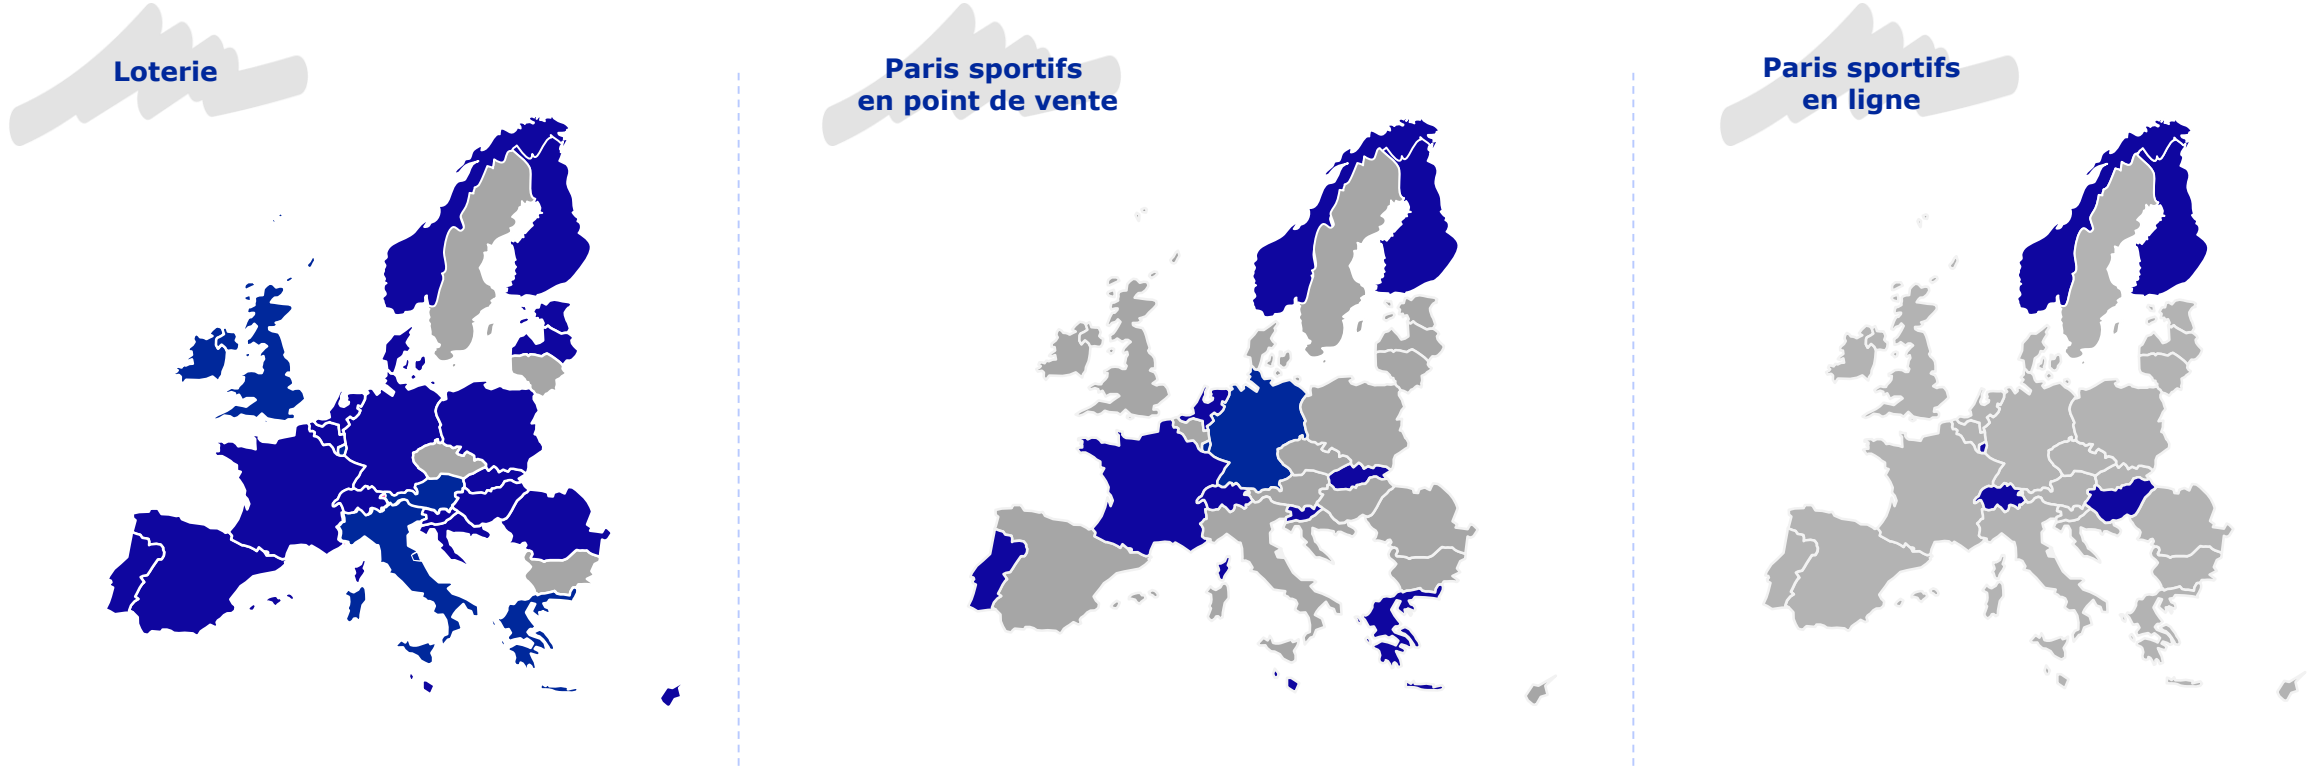 Loterie
Paris sportifs
en point de vente
Paris sportifs
en ligne